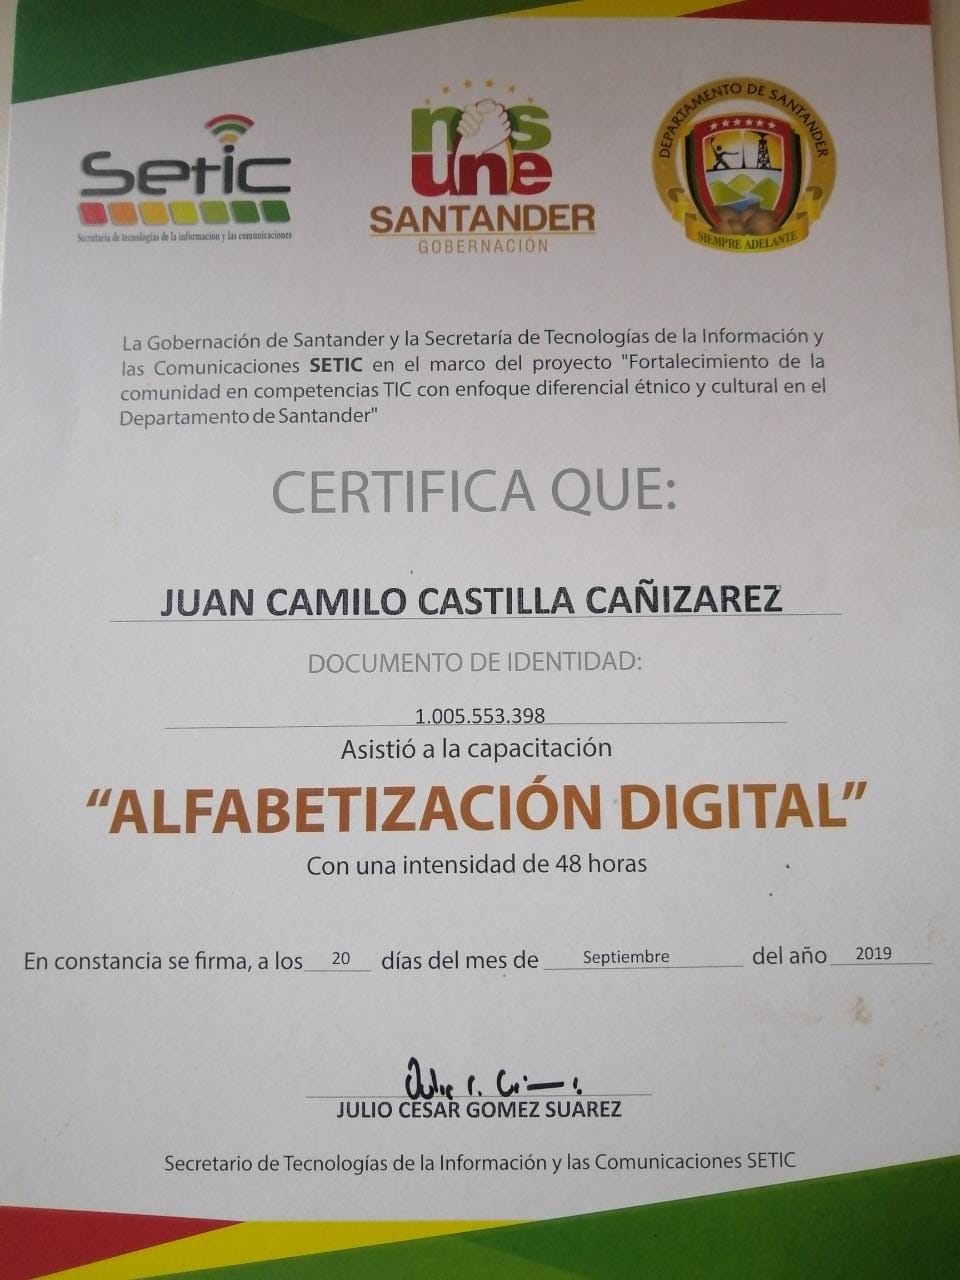 Setic
Secretaria de tecnologías de la información y las comunicaciones
nos
une
SANTANDER
GOBERNACIÓN
DEPARTAMENTO DE SANTANDER
SIEMPRE ADELANTE
La Gobernación de Santander y la Secretaría de Tecnologías de la Información y
las Comunicaciones SETIC en el marco del proyecto "Fortalecimiento de la
comunidad en competencias TIC con enfoque diferencial étnico y cultural en el
Departamento de Santander"
CERTIFICA QUE:
JUAN CAMILO CASTILLA CAÑIZAREZ
DOCUMENTO DE IDENTIDAD:
1.005.553.398
Asistió a la capacitación
“ALFABETIZACIÓN DIGITAL”
Con una intensidad de 48 horas
En constancia se firma, a los 20 días del mes de Septiembre del año 2019
JULIO CESAR GOMEZ SUAREZ
Secretario de Tecnologías de la Información y las Comunicaciones SETIC